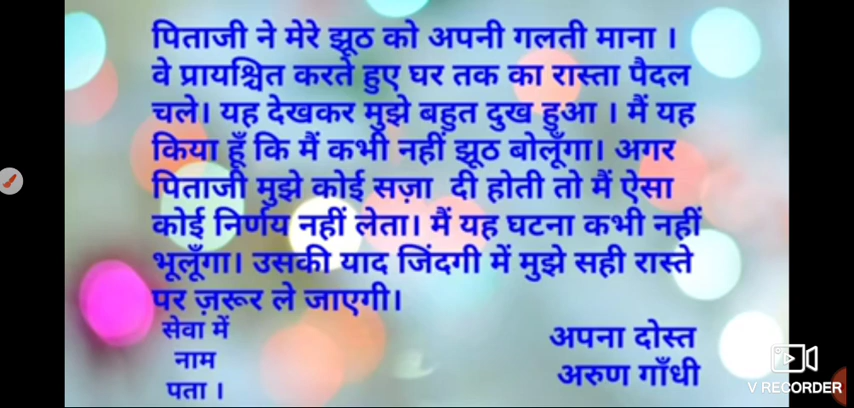 पिताजी ने मेरे झूठ को अपनी गलती माना ।
वे प्रायश्चित करते हुए घर तक का रास्ता पैदल
चले। यह देखकर मुझे बहुत दुख हुआ । मैं यह
किया हूँ कि मैं कभी नहीं झूठ बोलूँगा। अगर
पिताजी मुझे कोई सज़ा दी होती तो मैं ऐसा
कोई निर्णय नहीं लेता। मैं यह घटना कभी नहीं
भूलूँगा। उसकी याद जिंदगी में मुझे सही रास्ते
पर ज़रूर ले जाएगी।
सेवा में
नाम
पता ।
अपना दोस्त
अरुण गाँधी
V RECORDER